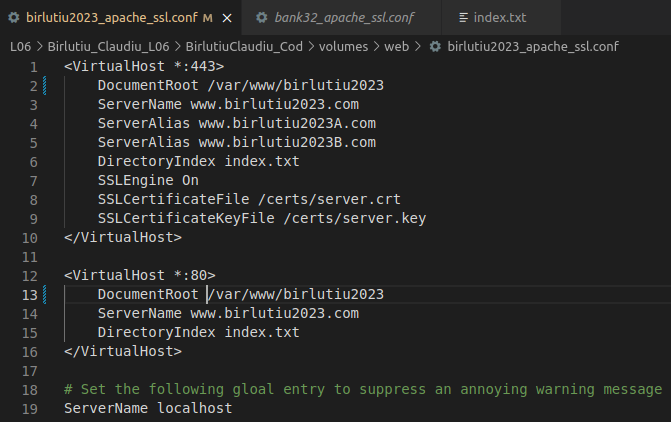 birlutiu2023_apache_ssl.conf M × bank32_apache_ssl.conf index.txt
L06 > Birlutiu_Claudiu_L06 > BirlutiuClaudiu_Cod > volumes > web > birlutiu2023_apache_ssl.conf
1 <VirtualHost *:443>
2 DocumentRoot /var/www/birlutiu2023
3 ServerName www.birlutiu2023.com
4 ServerAlias www.birlutiu2023A.com
5 ServerAlias www.birlutiu2023B.com
6 DirectoryIndex index.txt
7 SSLEngine On
8 SSLCertificateFile /certs/server.crt
9 SSLCertificateKeyFile /certs/server.key
10 </VirtualHost>
11
12 <VirtualHost *:80>
13 DocumentRoot /var/www/birlutiu2023
14 ServerName www.birlutiu2023.com
15 DirectoryIndex index.txt
16 </VirtualHost>
17
18 # Set the following gloal entry to suppress an annoying warning message
19 ServerName localhost